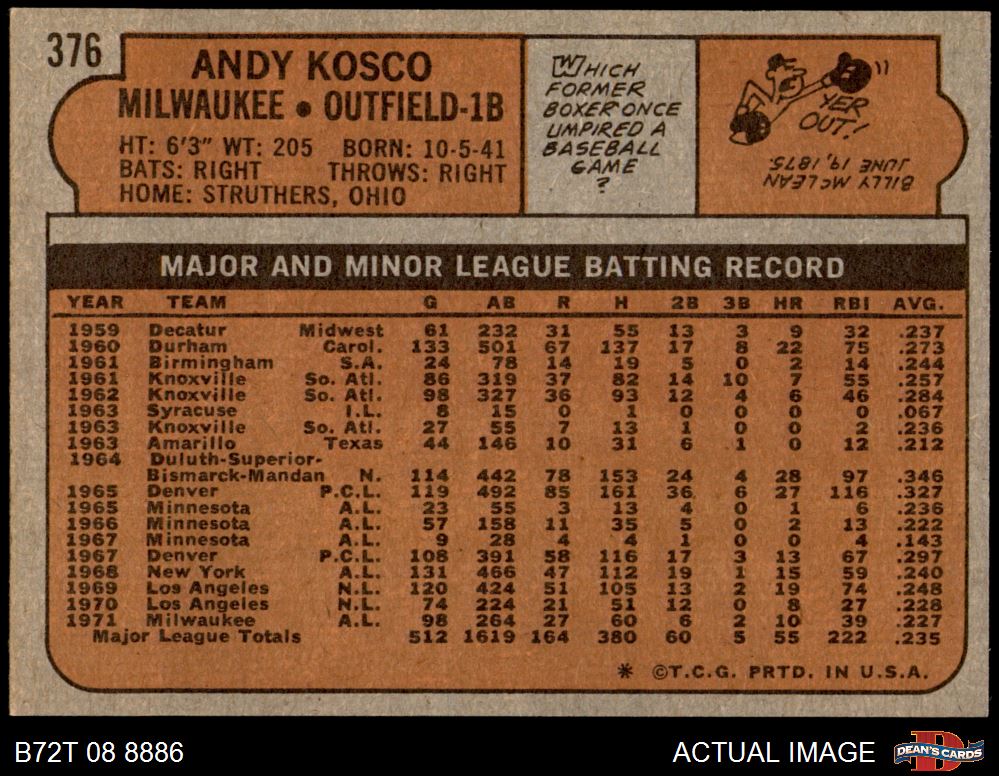 376
ANDY KOSCO
MILWAUKEE • OUTFIELD-1B
HT: 6'3" WT: 205 BORN: 10-5-41
BATS: RIGHT THROWS: RIGHT
HOME: STRUTHERS, OHIO
WHICH
FORMER
BOXER ONCE
UMPIRED A
BASEBALL
GAME
?
YER
OUT!
BILLY McLEAN
JUNE 19, 1875.
MAJOR AND MINOR LEAGUE BATTING RECORD
YEAR TEAM G AB R H 2B 3B HR RBI AVG.
1959 Decatur Midwest 61 232 31 55 13 3 9 32 .237
1960 Durham Carol. 133 501 67 137 17 8 22 75 .273
1961 Birmingham S.A. 24 78 14 19 5 0 2 14 .244
1961 Knoxville So. Atl. 86 319 37 82 14 10 7 55 .257
1962 Knoxville So. Atl. 98 327 36 93 12 4 6 46 .284
1963 Syracuse I.L. 8 15 0 1 0 0 0 0 .067
1963 Knoxville So. Atl. 27 55 7 13 1 0 0 2 .236
1963 Amarillo Texas 44 146 10 31 6 1 0 12 .212
1964 Duluth-Superior-
Bismarck-Mandan N. 114 442 78 153 24 4 28 97 .346
1965 Denver P.C.L. 119 492 85 161 36 6 27 116 .327
1965 Minnesota A.L. 23 55 3 13 4 0 1 6 .236
1966 Minnesota A.L. 57 158 11 35 5 0 2 13 .222
1967 Minnesota A.L. 9 28 4 4 1 0 0 4 .143
1967 Denver P.C.L. 108 391 58 116 17 3 13 67 .297
1968 New York A.L. 131 466 47 112 19 1 15 59 .240
1969 Los Angeles N.L. 120 424 51 105 13 2 19 74 .248
1970 Los Angeles N.L. 74 224 21 51 12 0 8 27 .228
1971 Milwaukee A.L. 98 264 27 60 6 2 10 39 .227
Major League Totals 512 1619 164 380 60 5 55 222 .235
* ©T.C.G. PRTD. IN U.S.A.
B72T 08 8886 ACTUAL IMAGE DEAN'S CARDS